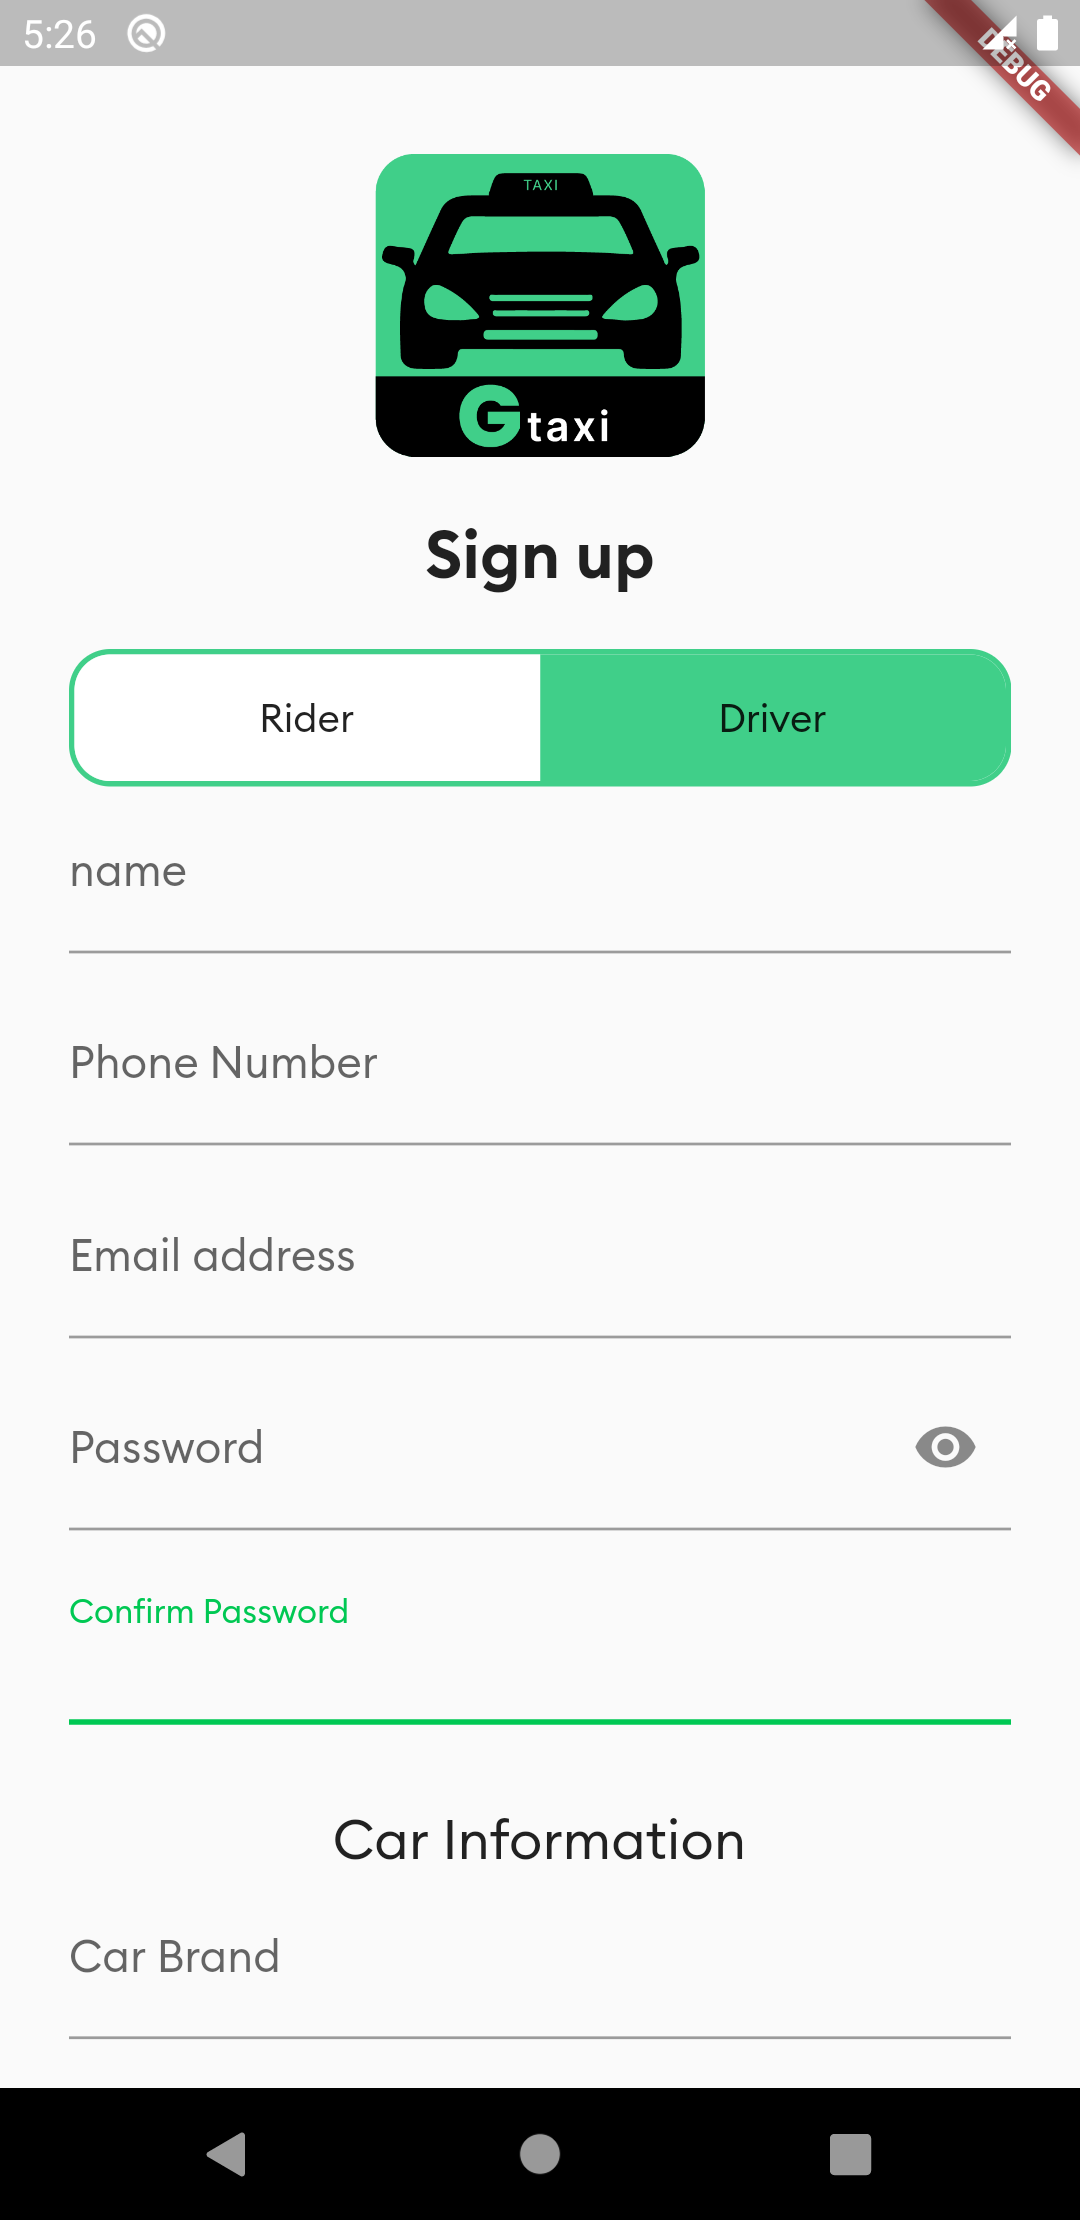 5:26
DEBUG
TAXI
G taxi
Sign up
Rider
Driver
name
Phone Number
Email address
Password
Confirm Password
Car Information
Car Brand